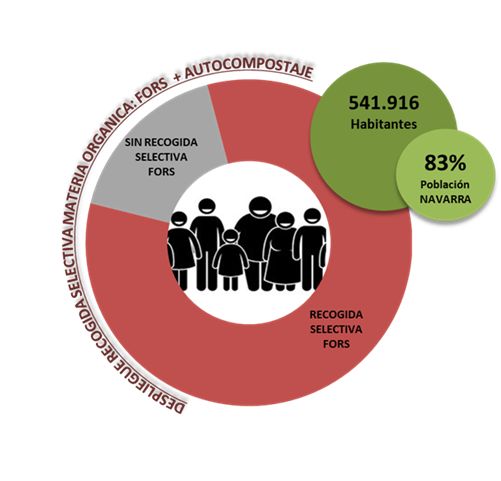 DESPLIEGUE RECOGIDA SELECTIVA MATERIA ORGANICA: FORS + AUTOCOMPOSTAJE
541.916
Habitantes
83%
Población
NAVARRA
SIN RECOGIDA
SELECTIVA
FORS
RECOGIDA
SELECTIVA
FORS